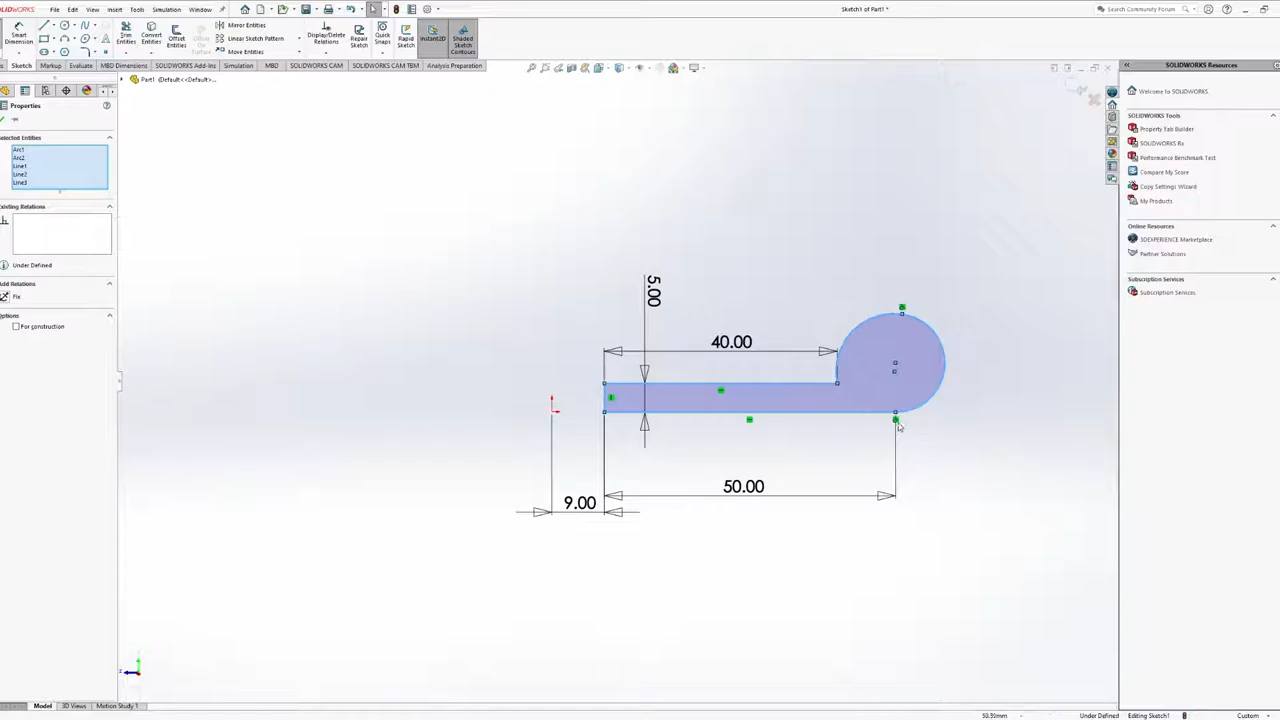 SOLIDWORKS
File Edit View Insert Tools Simulation Window
Sketch1 of Part1 *
Search Community Forum
Smart Dimension
Trim Entities
Convert Entities
Offset Entities
Offset On Surface
Mirror Entities
Linear Sketch Pattern
Move Entities
Display/Delete Relations
Repair Sketch
Quick Snaps
Rapid Sketch
Instant2D
Shaded Sketch Contours
Sketch Markup Evaluate MBD Dimensions SOLIDWORKS Add-Ins Simulation MBD SOLIDWORKS CAM SOLIDWORKS CAM TBM Analysis Preparation
Part1 (Default<<Default>...
Properties
Selected Entities
Arc1
Arc2
Line1
Line2
Line3
Existing Relations
Under Defined
Add Relations
Fix
Options
For construction
5.00
40.00
50.00
9.00
SOLIDWORKS Resources
Welcome to SOLIDWORKS
SOLIDWORKS Tools
Property Tab Builder
SOLIDWORKS Rx
Performance Benchmark Test
Compare My Score
Copy Settings Wizard
My Products
Online Resources
3DEXPERIENCE Marketplace
Partner Solutions
Subscription Services
Subscription Services
Model 3D Views Motion Study 1
Under Defined Editing Sketch1 Custom